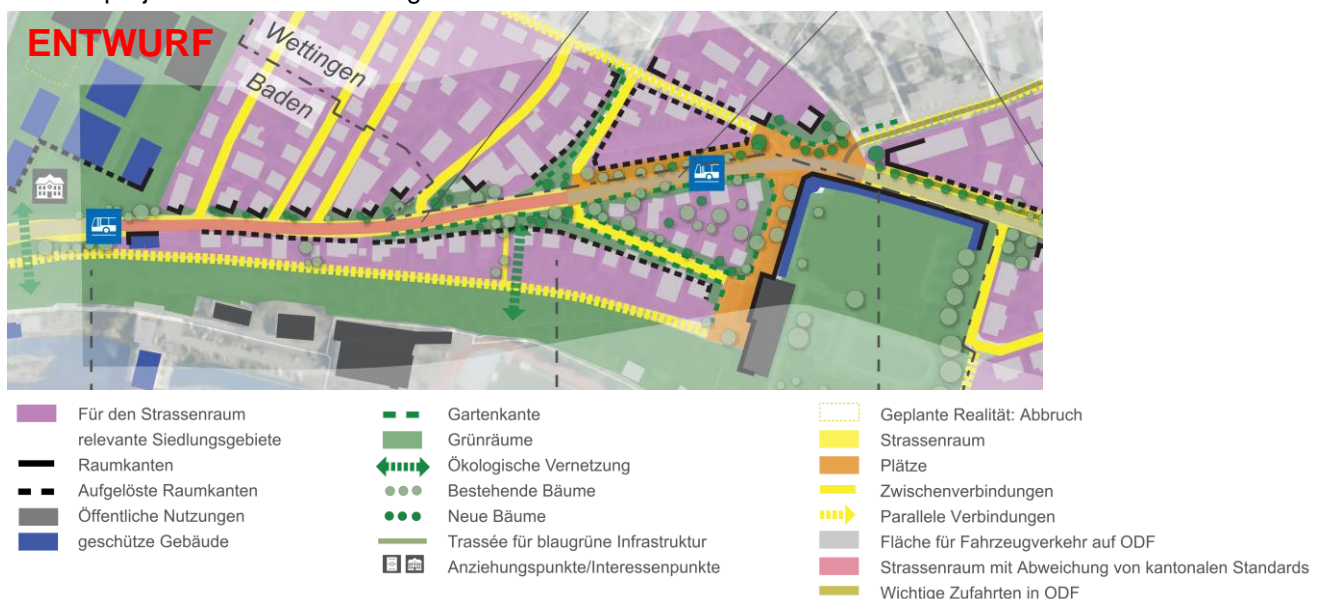 ENTWURF
Wettingen
Baden
Für den Strassenraum
relevante Siedlungsgebiete
Raumkanten
Aufgelöste Raumkanten
Öffentliche Nutzungen
geschütze Gebäude
Gartenkante
Grünräume
Ökologische Vernetzung
Bestehende Bäume
Neue Bäume
Trassée für blaugrüne Infrastruktur
Anziehungspunkte/Interessenpunkte
Geplante Realität: Abbruch
Strassenraum
Plätze
Zwischenverbindungen
Parallele Verbindungen
Fläche für Fahrzeugverkehr auf ODF
Strassenraum mit Abweichung von kantonalen Standards
Wichtige Zufahrten in ODF